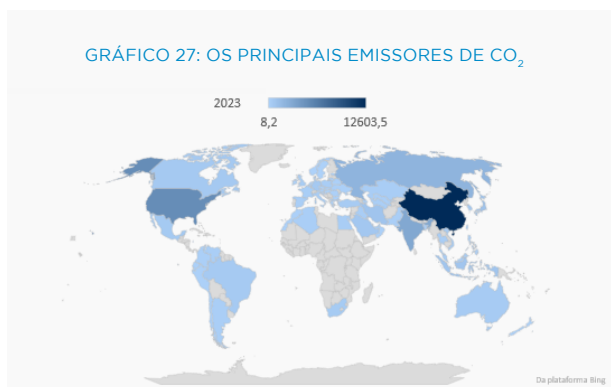 GRÁFICO 27: OS PRINCIPAIS EMISSORES DE CO₂
2023
8,2 12603,5
Da plataforma Bing